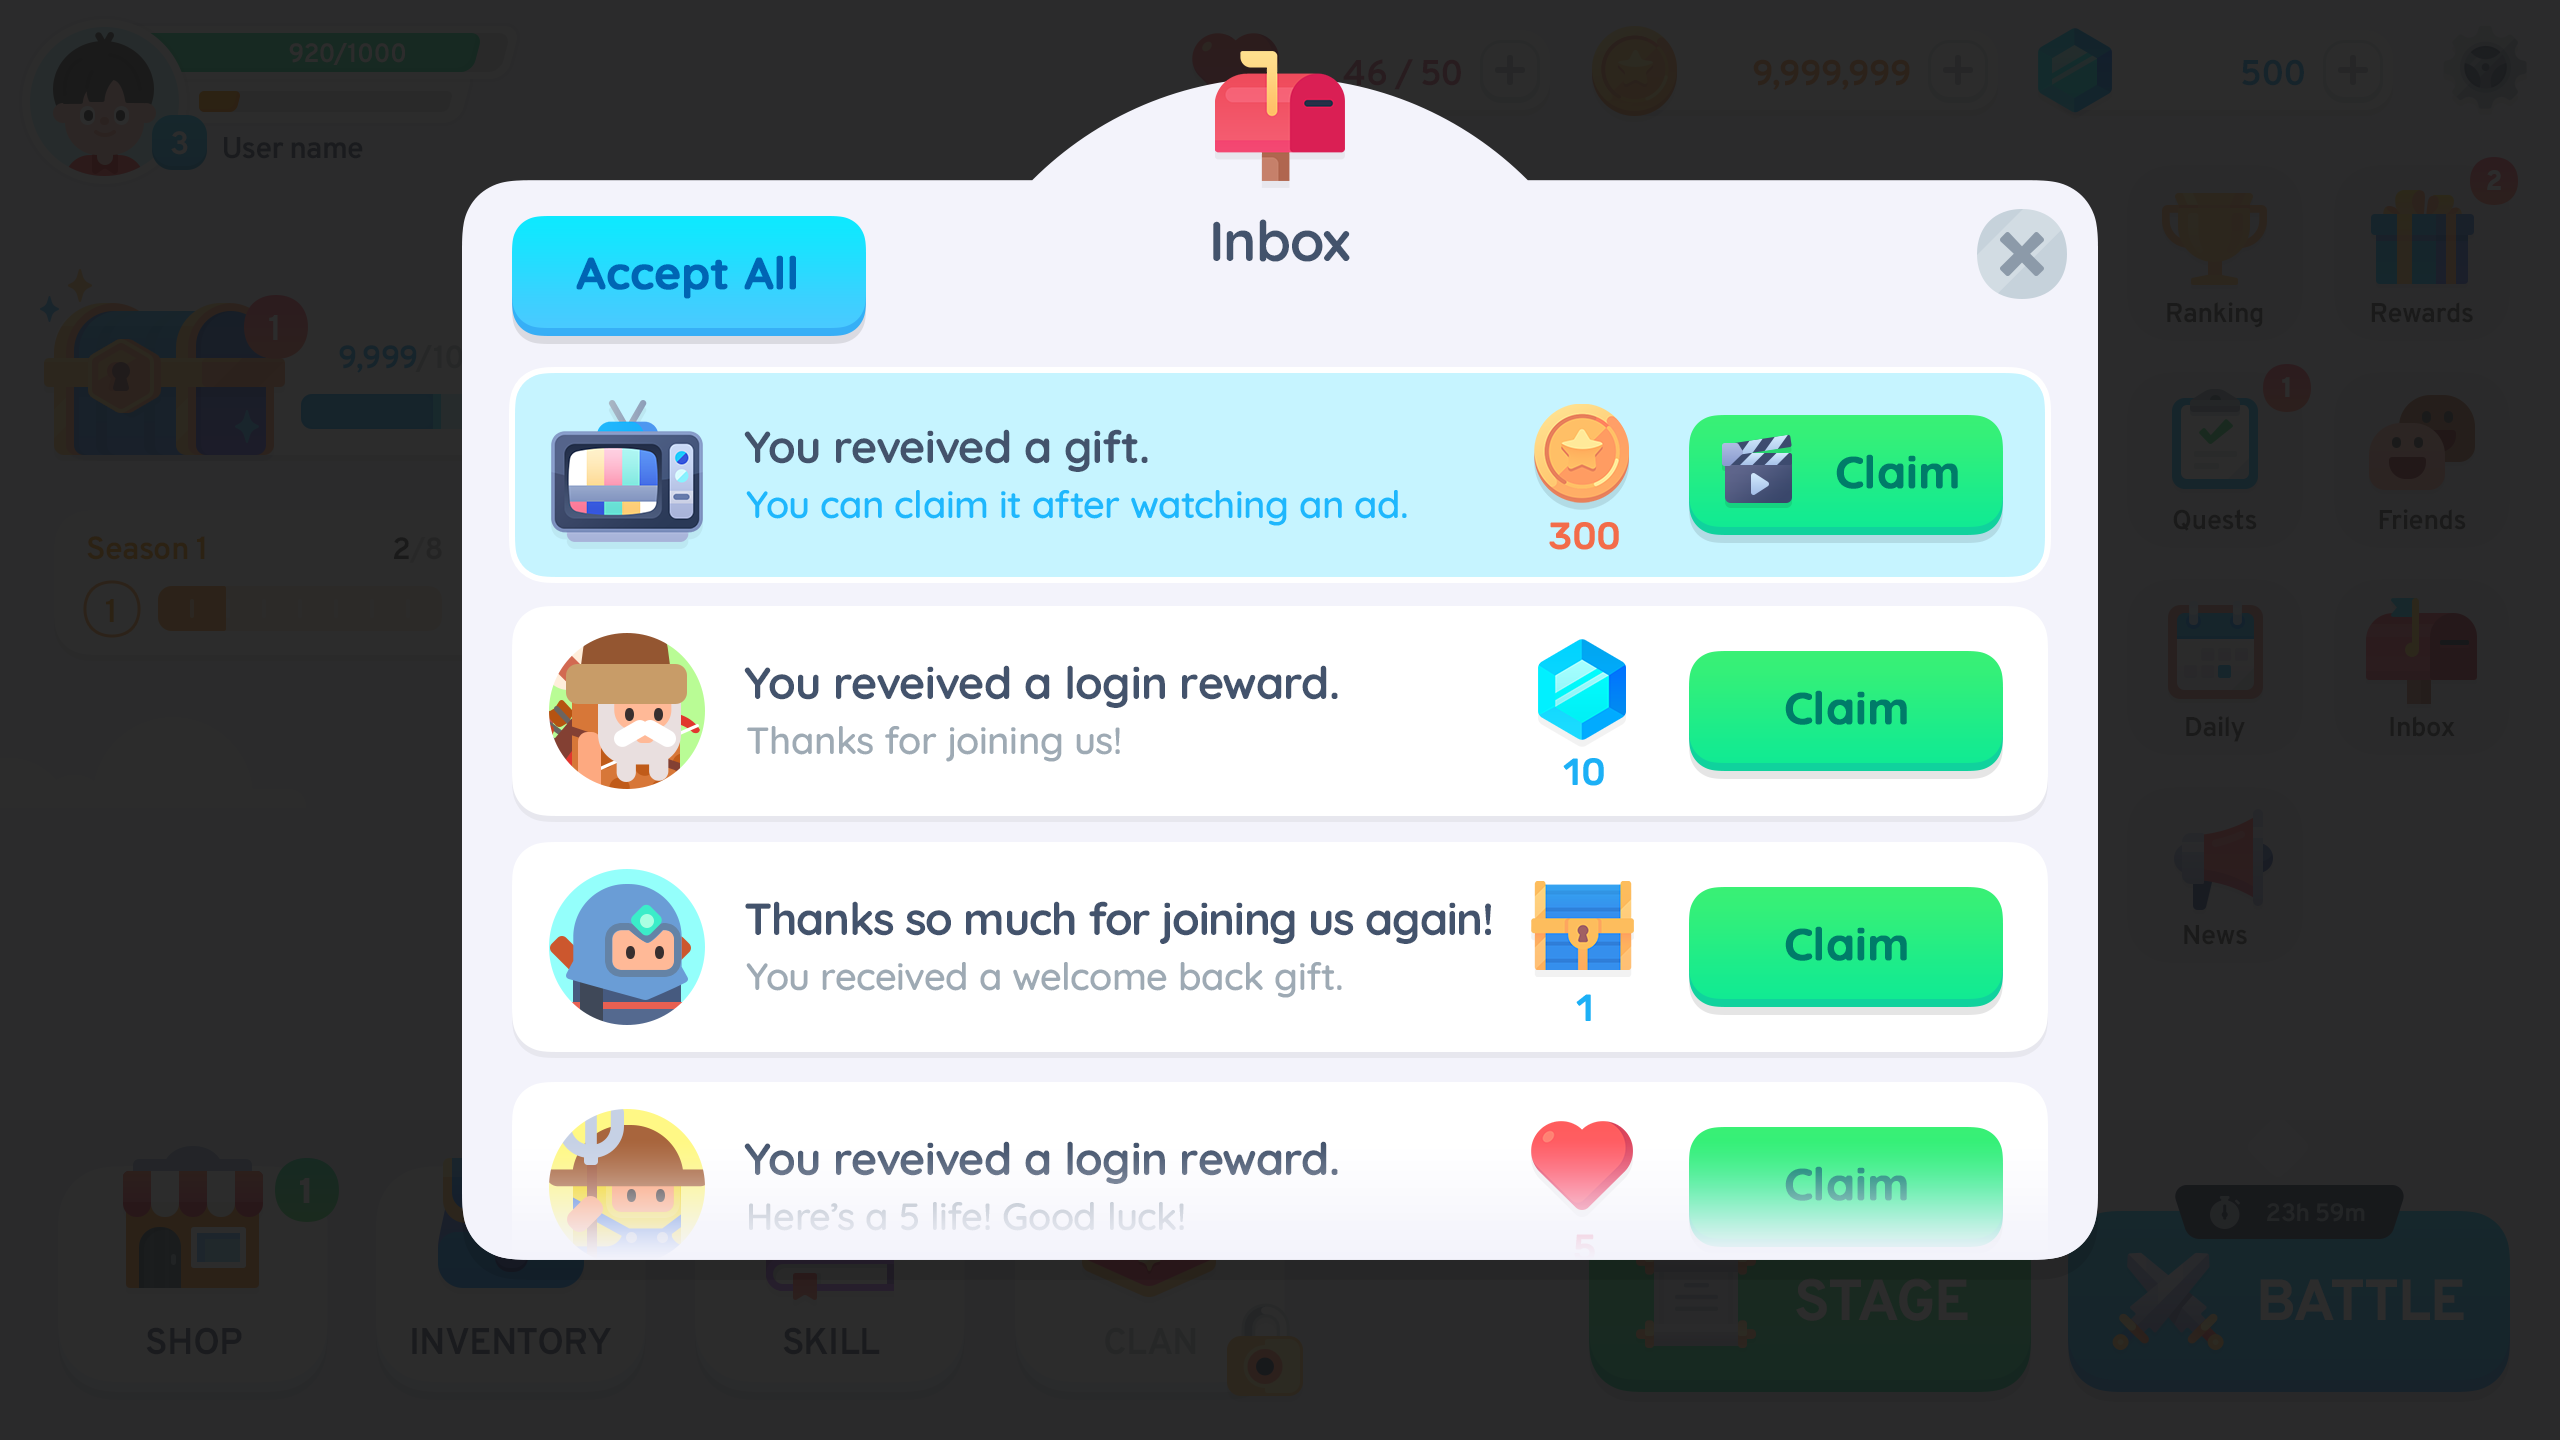 920/1000
46 / 50
9,999,999
500
3
User name
Inbox
Accept All
2
Ranking
Rewards
1
9,999/10
You reveived a gift.
You can claim it after watching an ad.
300
Claim
1
Quests
Friends
Season 1
2/8
1
You reveived a login reward.
Thanks for joining us!
10
Claim
Daily
Inbox
Thanks so much for joining us again!
You received a welcome back gift.
1
Claim
News
You reveived a login reward.
Here's a 5 life! Good luck!
5
Claim
1
23h 59m
SHOP
INVENTORY
SKILL
CLAN
STAGE
BATTLE